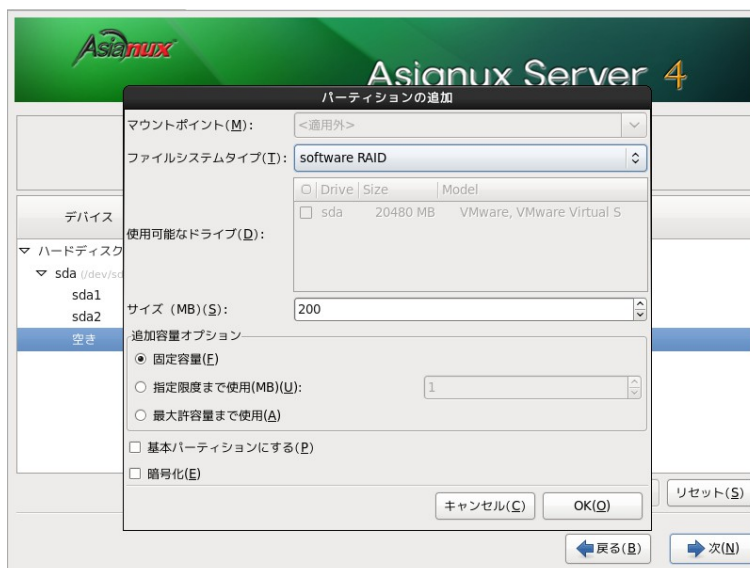 Asianux
Asianux Server 4
パーティションの追加
マウントポイント(M):
<適用外>
ファイルシステムタイプ(T):
software RAID
Drive Size Model
sda 20480 MB VMware, VMware Virtual S
使用可能なドライブ(D):
デバイス
ハードディスク
sda (/dev/sd
sda1
sda2
空き
サイズ (MB)(S):
200
追加容量オプション
固定容量(F)
指定限度まで使用(MB)(U):
1
最大許容量まで使用(A)
基本パーティションにする(P)
暗号化(E)
キャンセル(C)
OK(O)
リセット(S)
戻る(B)
次(N)